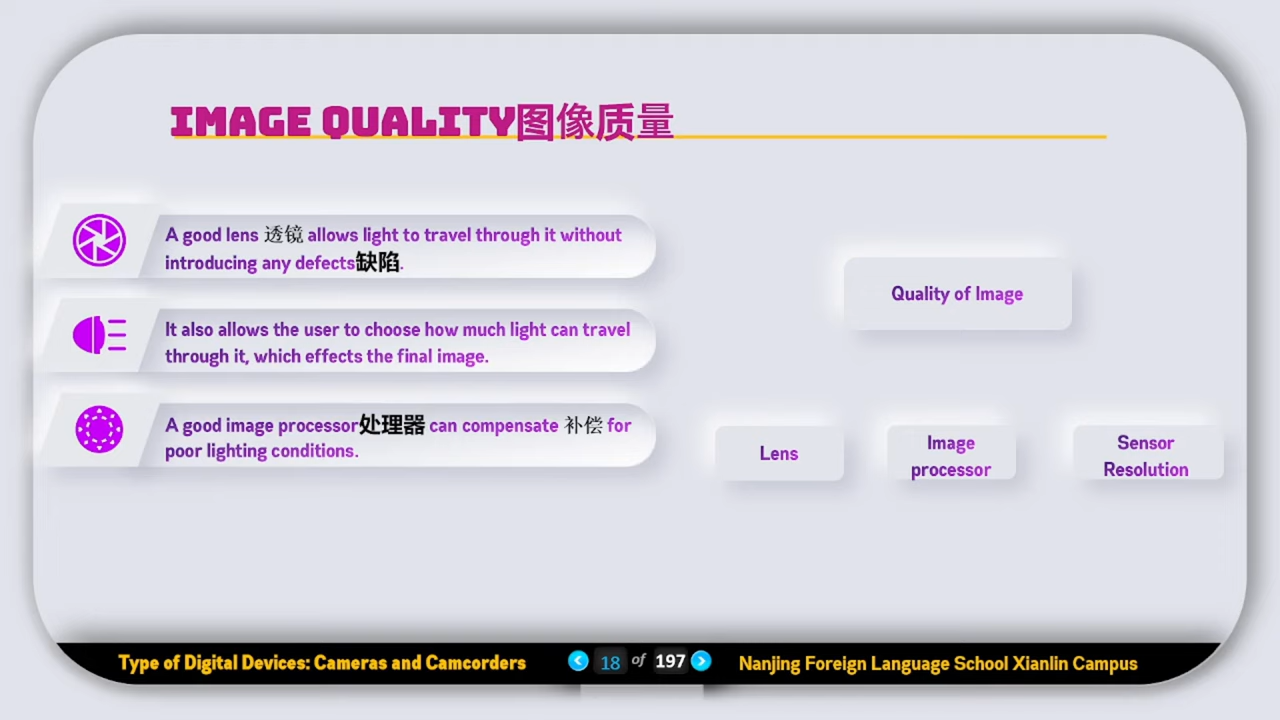 IMAGE QUALITY图像质量
A good lens 透镜 allows light to travel through it without
introducing any defects缺陷.
It also allows the user to choose how much light can travel
through it, which effects the final image.
A good image processor处理器 can compensate 补偿 for
poor lighting conditions.
Quality of Image
Lens
Image
processor
Sensor
Resolution
Type of Digital Devices: Cameras and Camcorders
18 of 197
Nanjing Foreign Language School Xianlin Campus